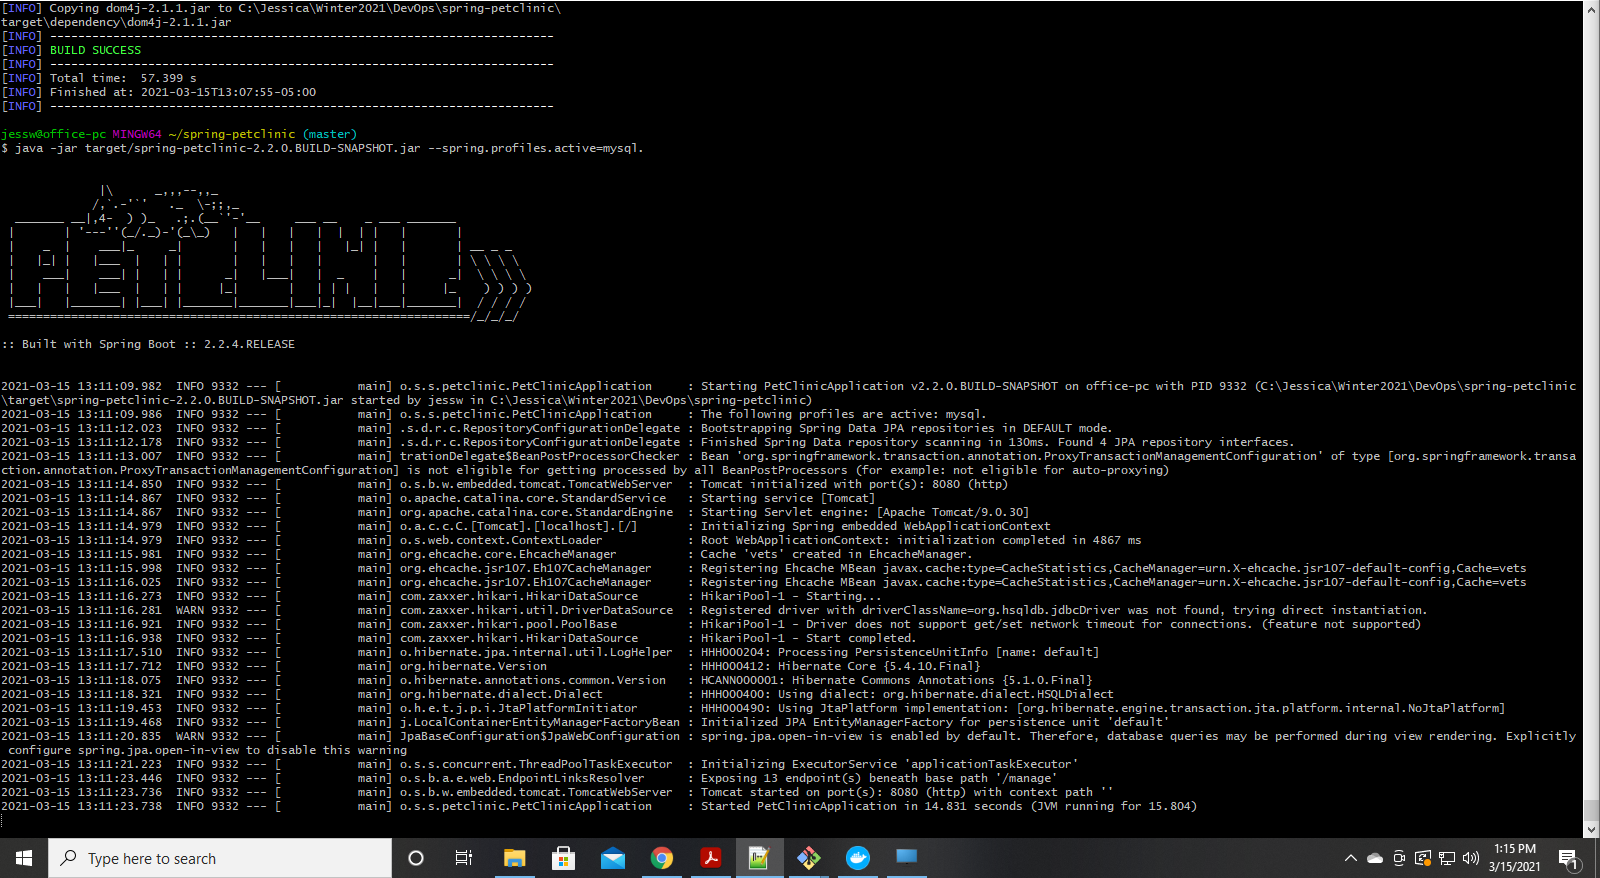 [INFO] Copying dom4j-2.1.1.jar to C:\Jessica\Winter2021\DevOps\spring-petclinic\
target\dependency\dom4j-2.1.1.jar
[INFO] ------------------------------------------------------------------------
[INFO] BUILD SUCCESS
[INFO] ------------------------------------------------------------------------
[INFO] Total time:  57.399 s
[INFO] Finished at: 2021-03-15T13:07:55-05:00
[INFO] ------------------------------------------------------------------------
jessw@office-pc MINGW64 ~/spring-petclinic (master)
$ java -jar target/spring-petclinic-2.2.0.BUILD-SNAPSHOT.jar --spring.profiles.active=mysql.
PETCLINIC
:: Built with Spring Boot :: 2.2.4.RELEASE
2021-03-15 13:11:09.982  INFO 9332 --- [           main] o.s.s.petclinic.PetClinicApplication     : Starting PetClinicApplication v2.2.0.BUILD-SNAPSHOT on office-pc with PID 9332 (C:\Jessica\Winter2021\DevOps\spring-petclinic
\target\spring-petclinic-2.2.0.BUILD-SNAPSHOT.jar started by jessw in C:\Jessica\Winter2021\DevOps\spring-petclinic)
2021-03-15 13:11:09.986  INFO 9332 --- [           main] o.s.s.petclinic.PetClinicApplication     : The following profiles are active: mysql.
2021-03-15 13:11:12.023  INFO 9332 --- [           main] .s.d.r.c.RepositoryConfigurationDelegate : Bootstrapping Spring Data JPA repositories in DEFAULT mode.
2021-03-15 13:11:12.178  INFO 9332 --- [           main] .s.d.r.c.RepositoryConfigurationDelegate : Finished Spring Data repository scanning in 130ms. Found 4 JPA repository interfaces.
2021-03-15 13:11:13.007  INFO 9332 --- [           main] trationDelegate$BeanPostProcessorChecker : Bean 'org.springframework.transaction.annotation.ProxyTransactionManagementConfiguration' of type [org.springframework.transa
ction.annotation.ProxyTransactionManagementConfiguration] is not eligible for getting processed by all BeanPostProcessors (for example: not eligible for auto-proxying)
2021-03-15 13:11:14.850  INFO 9332 --- [           main] o.s.b.w.embedded.tomcat.TomcatWebServer  : Tomcat initialized with port(s): 8080 (http)
2021-03-15 13:11:14.867  INFO 9332 --- [           main] o.apache.catalina.core.StandardService   : Starting service [Tomcat]
2021-03-15 13:11:14.867  INFO 9332 --- [           main] org.apache.catalina.core.StandardEngine  : Starting Servlet engine: [Apache Tomcat/9.0.30]
2021-03-15 13:11:14.979  INFO 9332 --- [           main] o.a.c.c.C.[Tomcat].[localhost].[/]       : Initializing Spring embedded WebApplicationContext
2021-03-15 13:11:14.979  INFO 9332 --- [           main] o.s.web.context.ContextLoader            : Root WebApplicationContext: initialization completed in 4867 ms
2021-03-15 13:11:15.981  INFO 9332 --- [           main] org.ehcache.core.EhcacheManager          : Cache 'vets' created in EhcacheManager.
2021-03-15 13:11:15.998  INFO 9332 --- [           main] org.ehcache.jsr107.Eh107CacheManager     : Registering Ehcache MBean javax.cache:type=CacheStatistics,CacheManager=urn.X-ehcache.jsr107-default-config,Cache=vets
2021-03-15 13:11:16.025  INFO 9332 --- [           main] org.ehcache.jsr107.Eh107CacheManager     : Registering Ehcache MBean javax.cache:type=CacheStatistics,CacheManager=urn.X-ehcache.jsr107-default-config,Cache=vets
2021-03-15 13:11:16.273  INFO 9332 --- [           main] com.zaxxer.hikari.HikariDataSource       : HikariPool-1 - Starting...
2021-03-15 13:11:16.281  WARN 9332 --- [           main] com.zaxxer.hikari.util.DriverDataSource  : Registered driver with driverClassName=org.hsqldb.jdbcDriver was not found, trying direct instantiation.
2021-03-15 13:11:16.921  INFO 9332 --- [           main] com.zaxxer.hikari.pool.PoolBase          : HikariPool-1 - Driver does not support get/set network timeout for connections. (feature not supported)
2021-03-15 13:11:16.938  INFO 9332 --- [           main] com.zaxxer.hikari.HikariDataSource       : HikariPool-1 - Start completed.
2021-03-15 13:11:17.510  INFO 9332 --- [           main] o.hibernate.jpa.internal.util.LogHelper  : HHH000204: Processing PersistenceUnitInfo [name: default]
2021-03-15 13:11:17.712  INFO 9332 --- [           main] org.hibernate.Version                    : HHH000412: Hibernate Core {5.4.10.Final}
2021-03-15 13:11:18.075  INFO 9332 --- [           main] o.hibernate.annotations.common.Version   : HCANN000001: Hibernate Commons Annotations {5.1.0.Final}
2021-03-15 13:11:18.321  INFO 9332 --- [           main] org.hibernate.dialect.Dialect            : HHH000400: Using dialect: org.hibernate.dialect.HSQLDialect
2021-03-15 13:11:19.453  INFO 9332 --- [           main] o.h.e.t.j.p.i.JtaPlatformInitiator       : HHH000490: Using JtaPlatform implementation: [org.hibernate.engine.transaction.jta.platform.internal.NoJtaPlatform]
2021-03-15 13:11:19.468  INFO 9332 --- [           main] j.LocalContainerEntityManagerFactoryBean : Initialized JPA EntityManagerFactory for persistence unit 'default'
2021-03-15 13:11:20.835  WARN 9332 --- [           main] JpaBaseConfiguration$JpaWebConfiguration : spring.jpa.open-in-view is enabled by default. Therefore, database queries may be performed during view rendering. Explicitly
 configure spring.jpa.open-in-view to disable this warning
2021-03-15 13:11:21.223  INFO 9332 --- [           main] o.s.s.concurrent.ThreadPoolTaskExecutor  : Initializing ExecutorService 'applicationTaskExecutor'
2021-03-15 13:11:23.446  INFO 9332 --- [           main] o.s.b.a.e.web.EndpointLinksResolver      : Exposing 13 endpoint(s) beneath base path '/manage'
2021-03-15 13:11:23.736  INFO 9332 --- [           main] o.s.b.w.embedded.tomcat.TomcatWebServer  : Tomcat started on port(s): 8080 (http) with context path ''
2021-03-15 13:11:23.738  INFO 9332 --- [           main] o.s.s.petclinic.PetClinicApplication     : Started PetClinicApplication in 14.831 seconds (JVM running for 15.804)
Type here to search
1:15 PM
3/15/2021
1